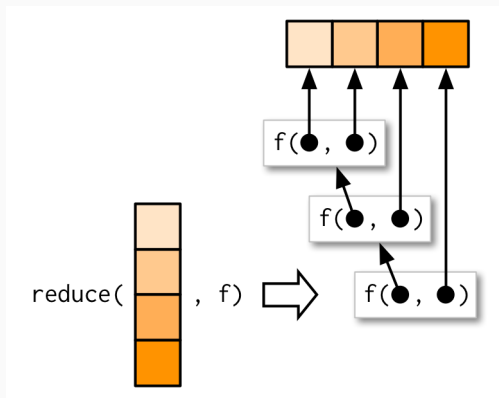 f( , )
f( , )
reduce( , f)
f( , )